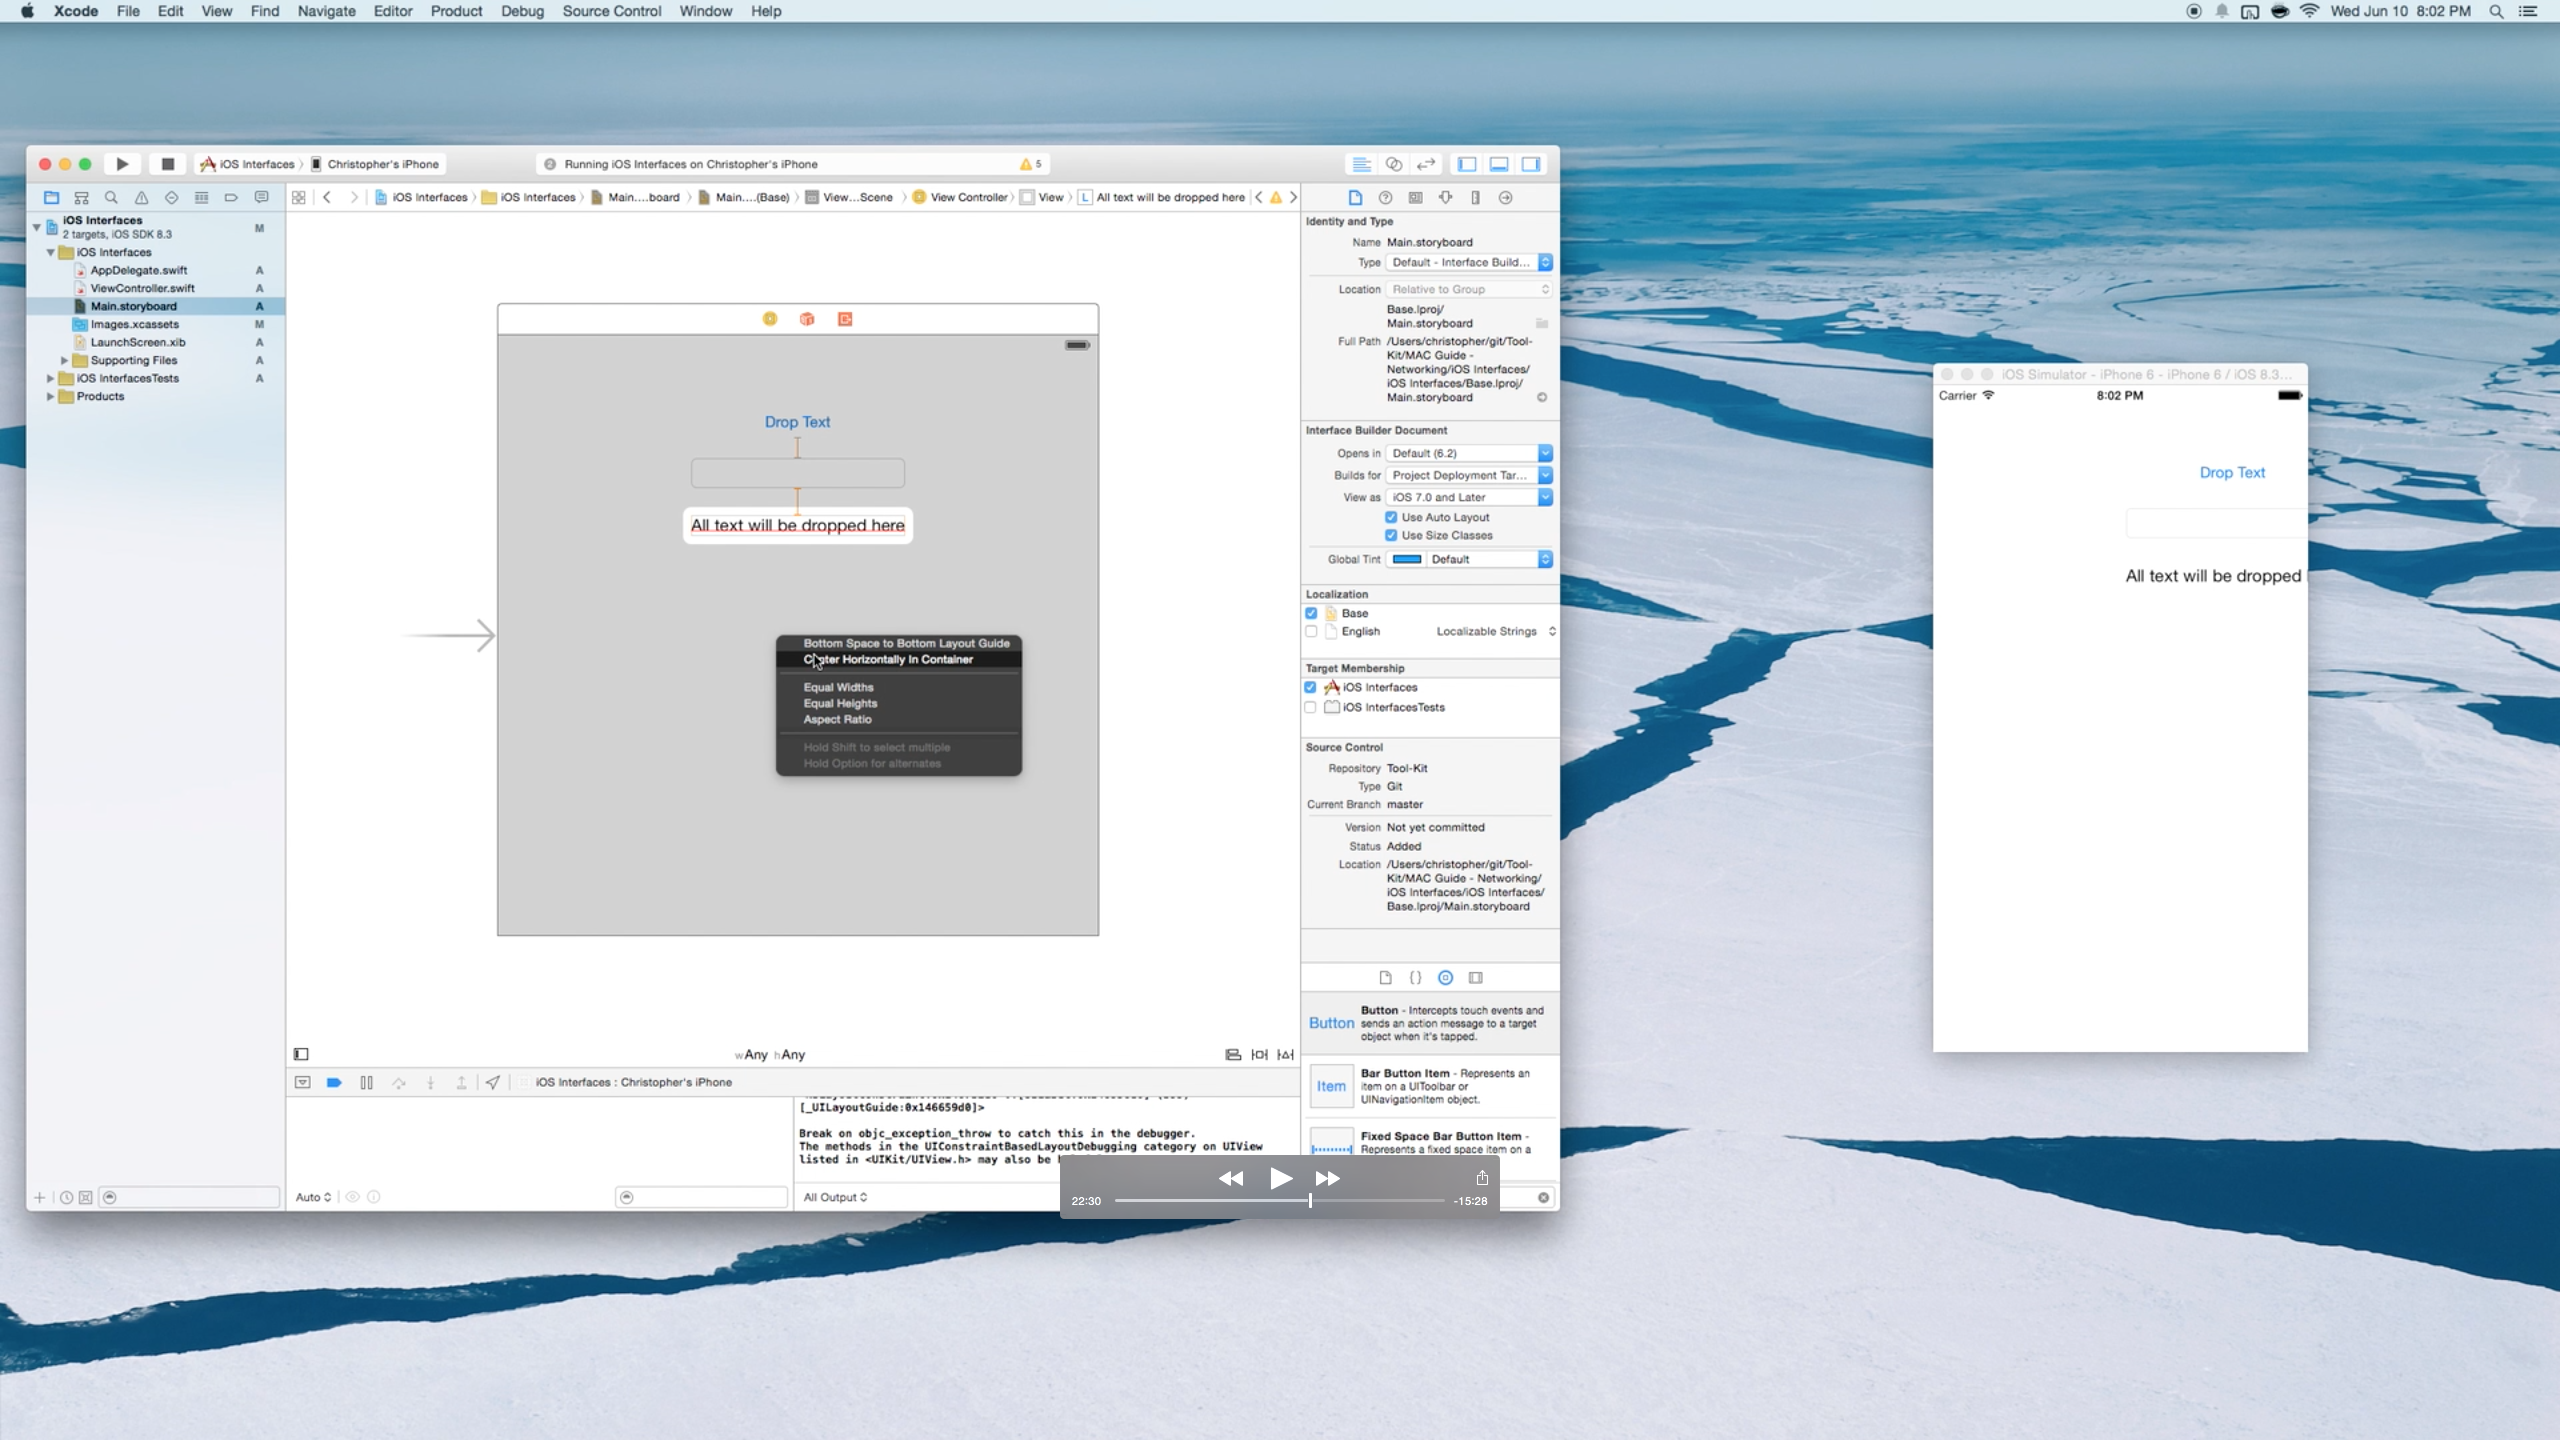 Xcode File Edit View Find Navigate Editor Product Debug Source Control Window Help
Wed Jun 10 8:02 PM
iOS Interfaces 〉 Christopher's iPhone
Running iOS Interfaces on Christopher's iPhone
5
iOS Interfaces
2 targets, iOS SDK 8.3
M
iOS Interfaces
AppDelegate.swift A
ViewController.swift A
Main.storyboard A
Images.xcassets M
LaunchScreen.xib A
Supporting Files A
iOS InterfacesTests A
Products
iOS Interfaces 〉 iOS Interfaces 〉 Main....board 〉 Main....(Base) 〉 View...Scene 〉 View Controller 〉 View 〉 L All text will be dropped here
Drop Text
All text will be dropped here
Bottom Space to Bottom Layout Guide
Center Horizontally In Container
Equal Widths
Equal Heights
Aspect Ratio
Hold Shift to select multiple
Hold Option for alternates
wAny hAny
iOS Interfaces : Christopher's iPhone
[_UILayoutGuide:0x146659d0]>
Break on objc_exception_throw to catch this in the debugger.
The methods in the UIConstraintBasedLayoutDebugging category on UIView
listed in <UIKit/UIView.h> may also be
Auto
All Output
22:30
-15:28
Identity and Type
Name Main.storyboard
Type Default - Interface Build...
Location Relative to Group
Base.lproj/
Main.storyboard
Full Path /Users/christopher/git/Tool-
Kit/MAC Guide -
Networking/iOS Interfaces/
iOS Interfaces/Base.lproj/
Main.storyboard
Interface Builder Document
Opens in Default (6.2)
Builds for Project Deployment Tar...
View as iOS 7.0 and Later
Use Auto Layout
Use Size Classes
Global Tint Default
Localization
Base
English Localizable Strings
Target Membership
iOS Interfaces
iOS InterfacesTests
Source Control
Repository Tool-Kit
Type Git
Current Branch master
Version Not yet committed
Status Added
Location /Users/christopher/git/Tool-
Kit/MAC Guide - Networking/
iOS Interfaces/iOS Interfaces/
Base.lproj/Main.storyboard
{ }
Button
Button - Intercepts touch events and
sends an action message to a target
object when it's tapped.
Item
Bar Button Item - Represents an
item on a UIToolbar or
UINavigationItem object.
Fixed Space Bar Button Item -
Represents a fixed space item on a
iOS Simulator - iPhone 6 - iPhone 6 / iOS 8.3...
Carrier 8:02 PM
Drop Text
All text will be dropped